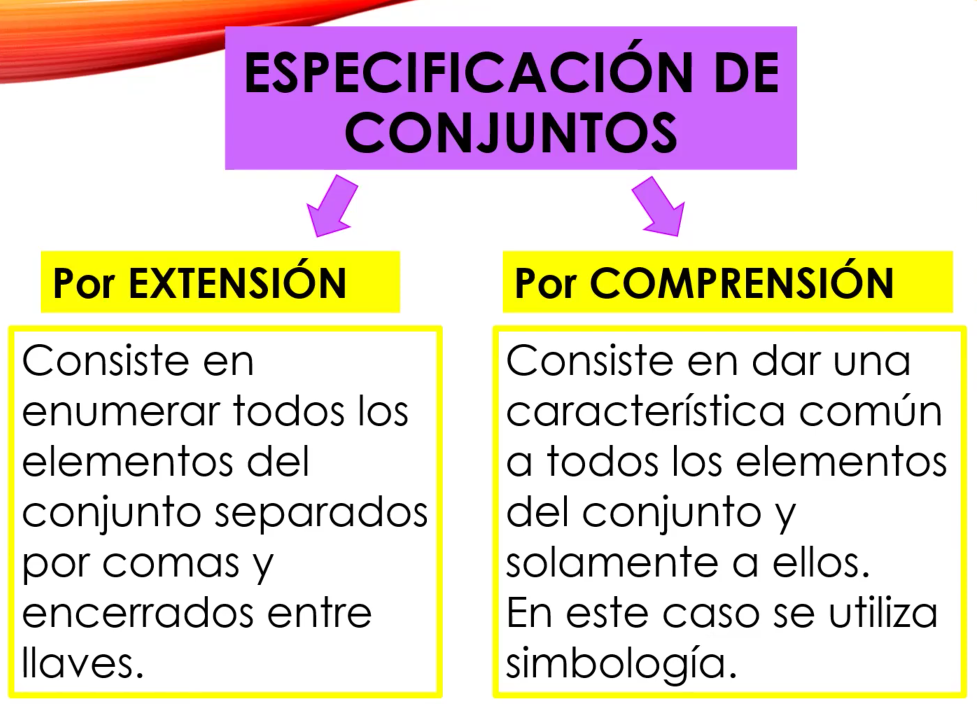 ESPECIFICACIÓN DE
CONJUNTOS
Por EXTENSIÓN
Consiste en
enumerar todos los
elementos del
conjunto separados
por comas y
encerrados entre
llaves.
Por COMPRENSIÓN
Consiste en dar una
característica común
a todos los elementos
del conjunto y
solamente a ellos.
En este caso se utiliza
simbología.